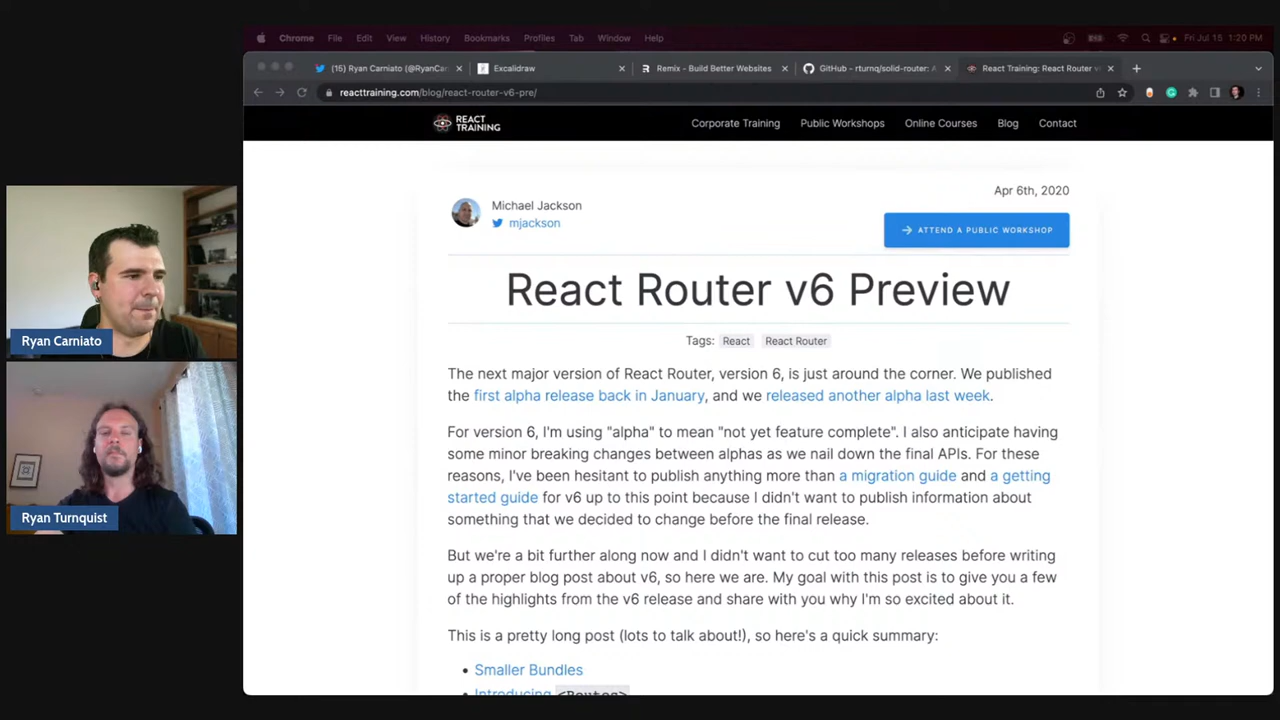 Chrome File Edit View History Bookmarks Profiles Tab Window Help Fri Jul 15 1:20 PM
(15) Ryan Carniato (@RyanCar Excalidraw Remix - Build Better Websites GitHub - rturnq/solid-router: A React Training: React Router v
reacttraining.com/blog/react-router-v6-pre/
REACT
TRAINING
Corporate Training Public Workshops Online Courses Blog Contact
Apr 6th, 2020
Michael Jackson
mjackson
ATTEND A PUBLIC WORKSHOP
React Router v6 Preview
Tags: React React Router
The next major version of React Router, version 6, is just around the corner. We published
the first alpha release back in January, and we released another alpha last week.
For version 6, I'm using "alpha" to mean "not yet feature complete". I also anticipate having
some minor breaking changes between alphas as we nail down the final APIs. For these
reasons, I've been hesitant to publish anything more than a migration guide and a getting
started guide for v6 up to this point because I didn't want to publish information about
something that we decided to change before the final release.
But we're a bit further along now and I didn't want to cut too many releases before writing
up a proper blog post about v6, so here we are. My goal with this post is to give you a few
of the highlights from the v6 release and share with you why I'm so excited about it.
This is a pretty long post (lots to talk about!), so here's a quick summary:
• Smaller Bundles
• Introducing <Routes>
Ryan Carniato
Ryan Turnquist